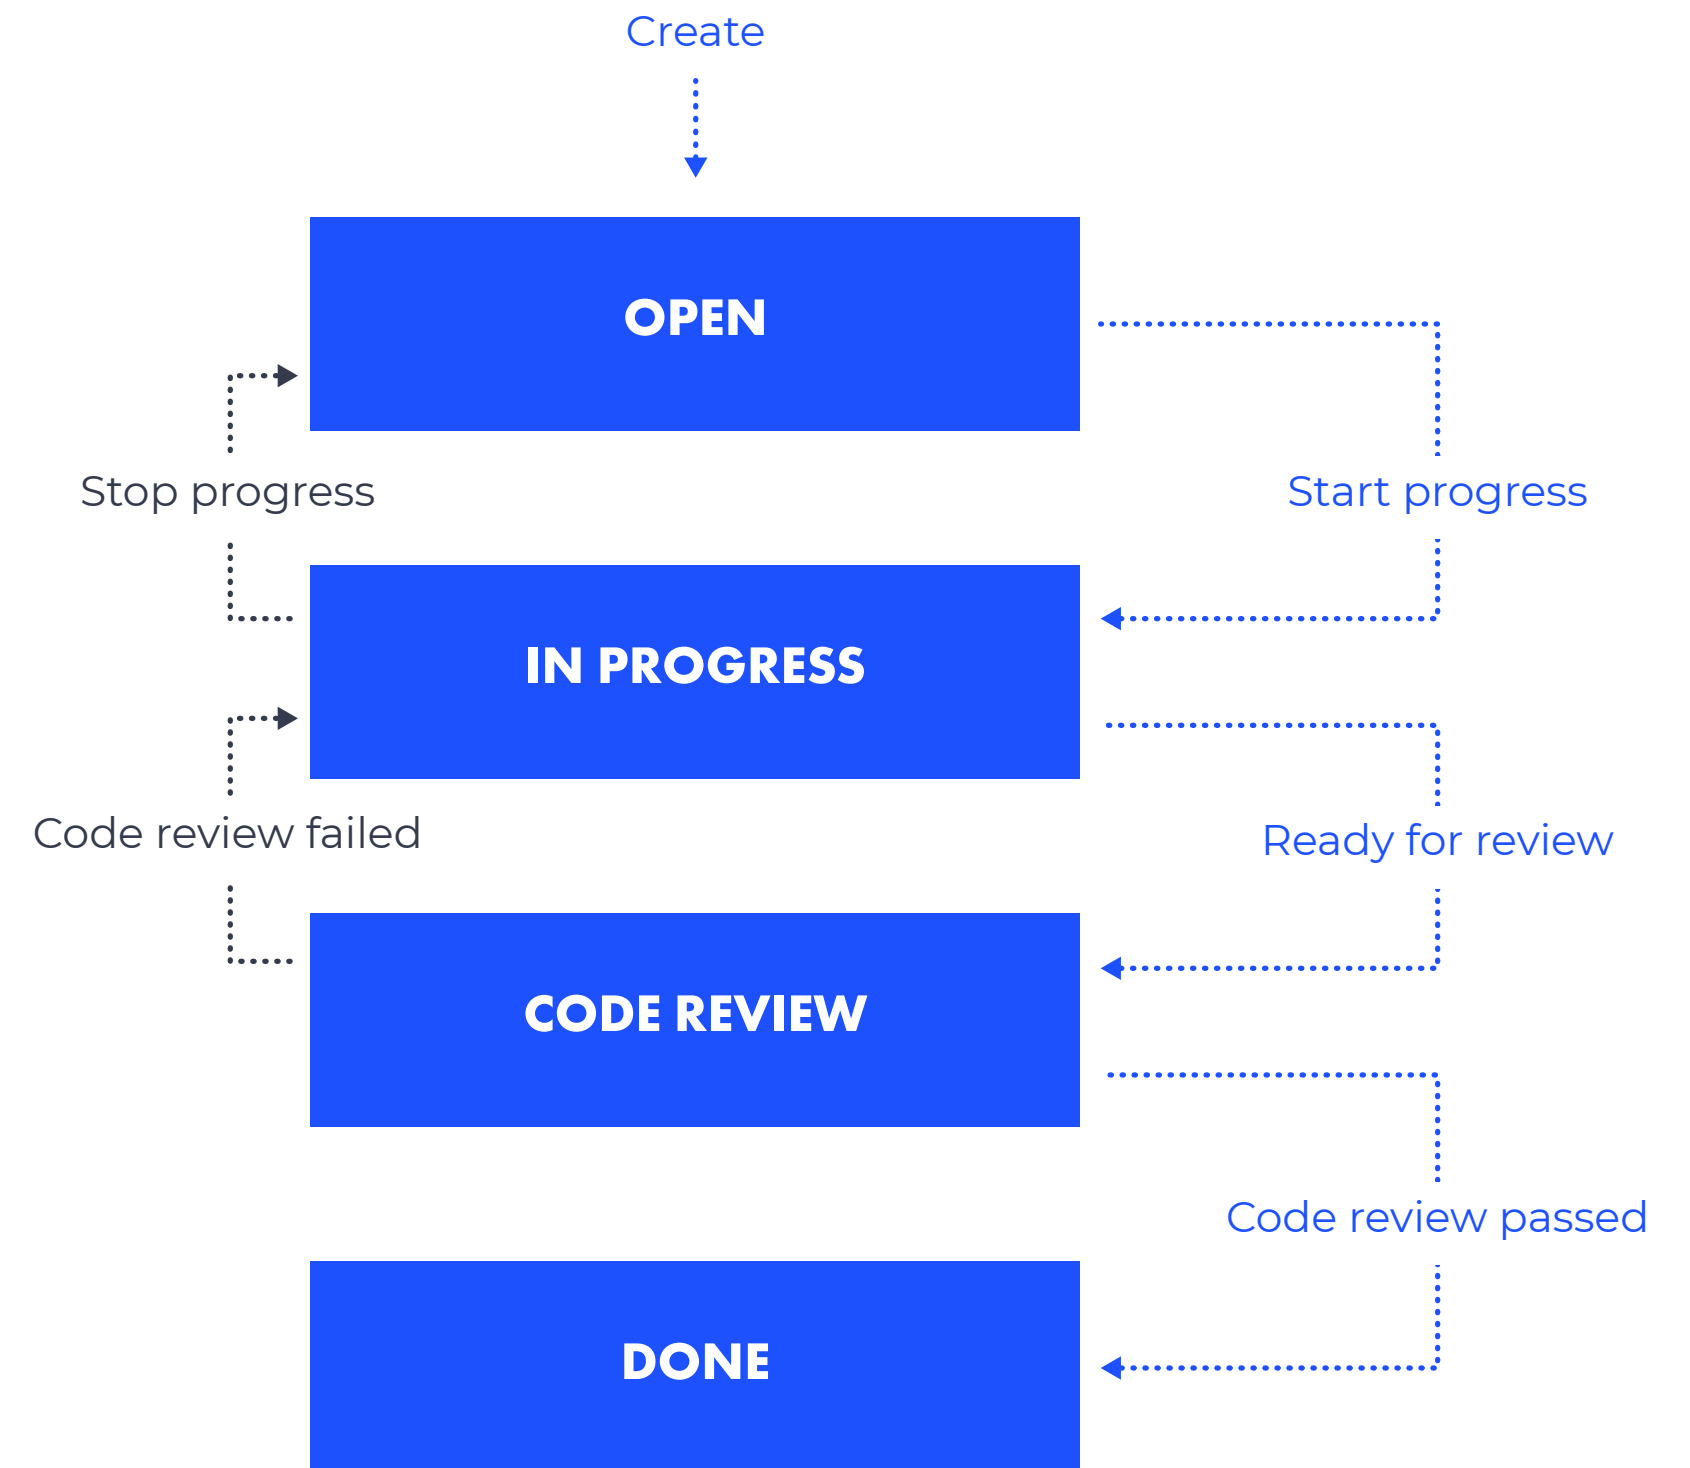 Create
OPEN
Stop progress
Start progress
IN PROGRESS
Code review failed
Ready for review
CODE REVIEW
Code review passed
DONE